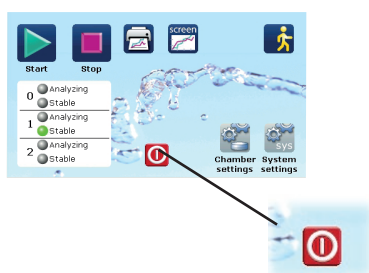 screen
Start
Stop
0
Analyzing
Stable
1
Analyzing
Stable
2
Analyzing
Stable
sys
Chamber settings
System settings